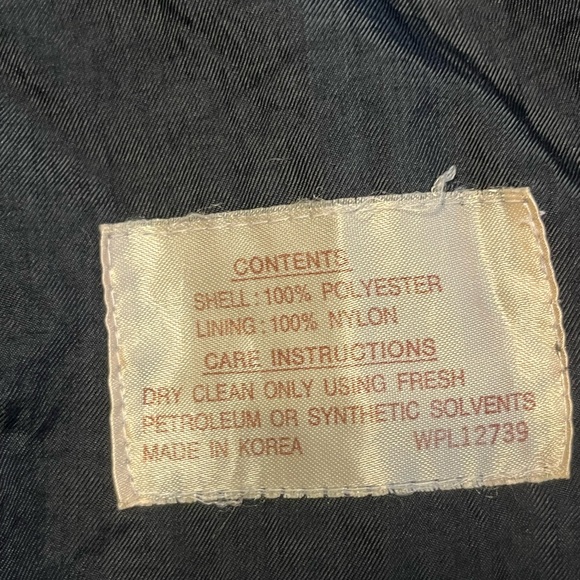 CONTENTS
SHELL: 100% POLYESTER
LINING: 100% NYLON
CARE INSTRUCTIONS
DRY CLEAN ONLY USING FRESH
PETROLEUM OR SYNTHETIC SOLVENTS
MADE IN KOREA WPL12739